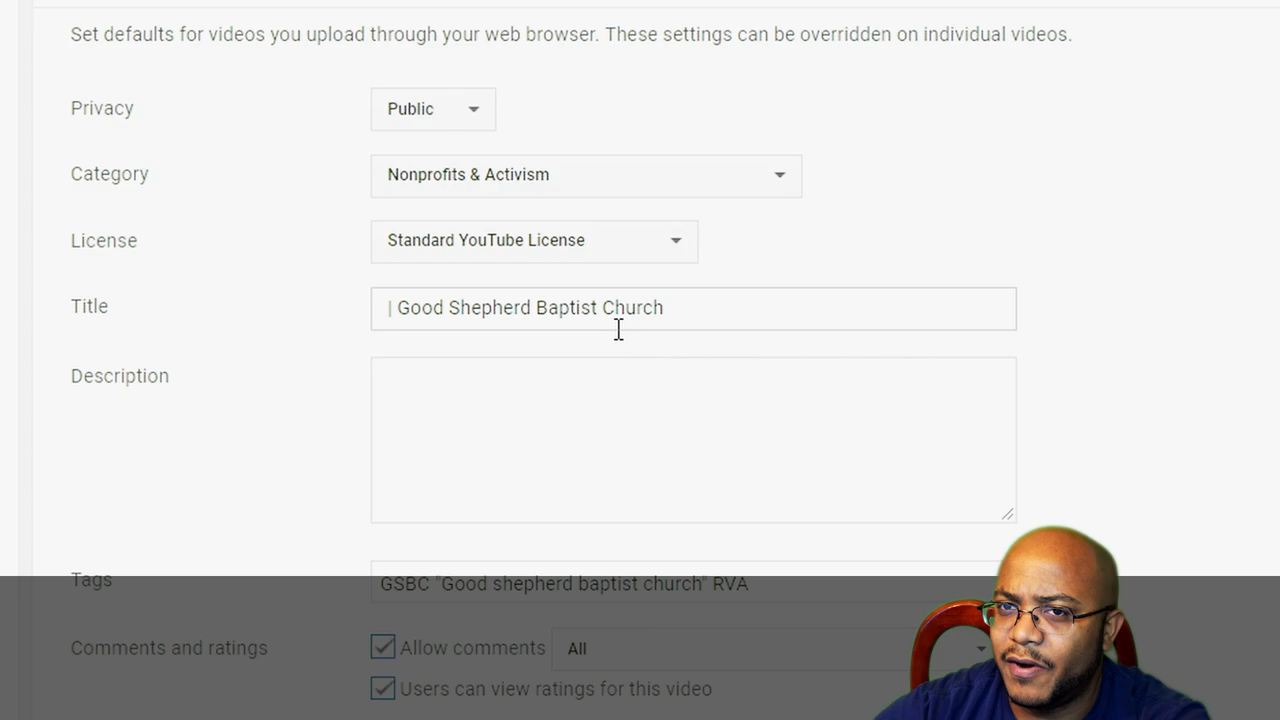 Set defaults for videos you upload through your web browser. These settings can be overridden on individual videos.
Privacy Public
Category Nonprofits & Activism
License Standard YouTube License
Title | Good Shepherd Baptist Church
Description
Tags GSBC "Good shepherd baptist church" RVA
Comments and ratings Allow comments All
Users can view ratings for this video